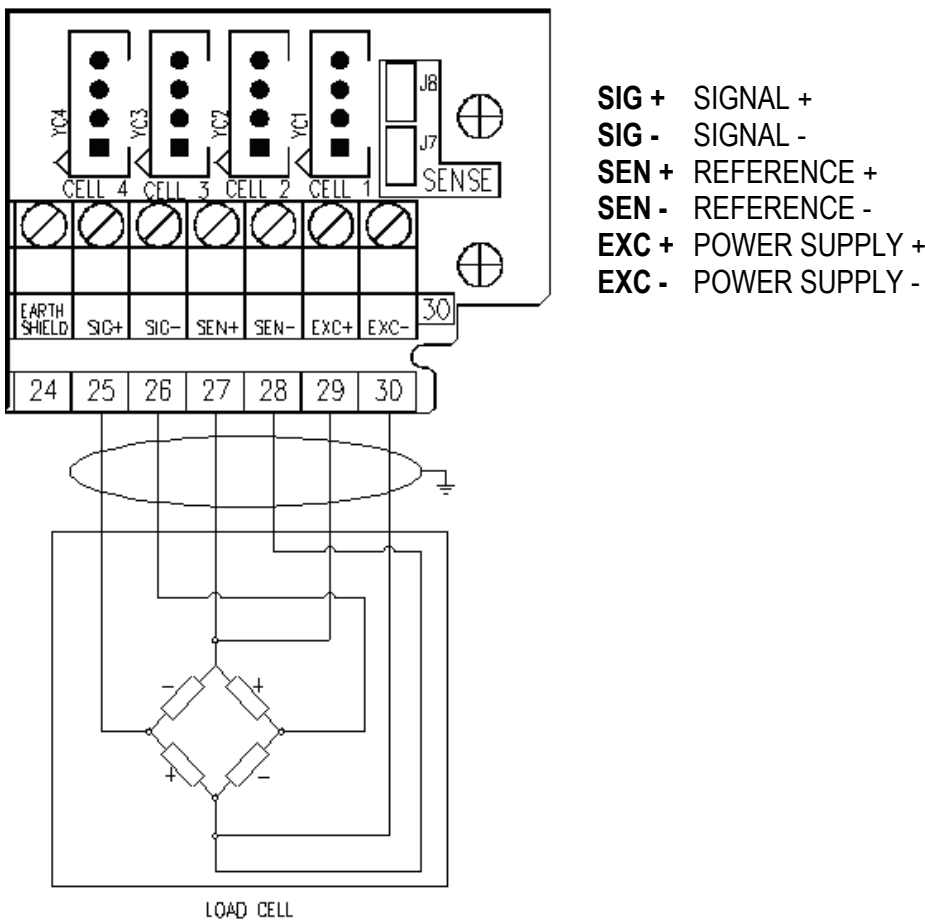 YC4 YC3 YC2 YC1 J8
J7
CELL 4 CELL 3 CELL 2 CELL 1 SENSE
EARTH SHIELD SIG+ SIG- SEN+ SEN- EXC+ EXC- 30
24 25 26 27 28 29 30
- +
+ -
LOAD CELL
SIG + SIGNAL +
SIG - SIGNAL -
SEN + REFERENCE +
SEN - REFERENCE -
EXC + POWER SUPPLY +
EXC - POWER SUPPLY -